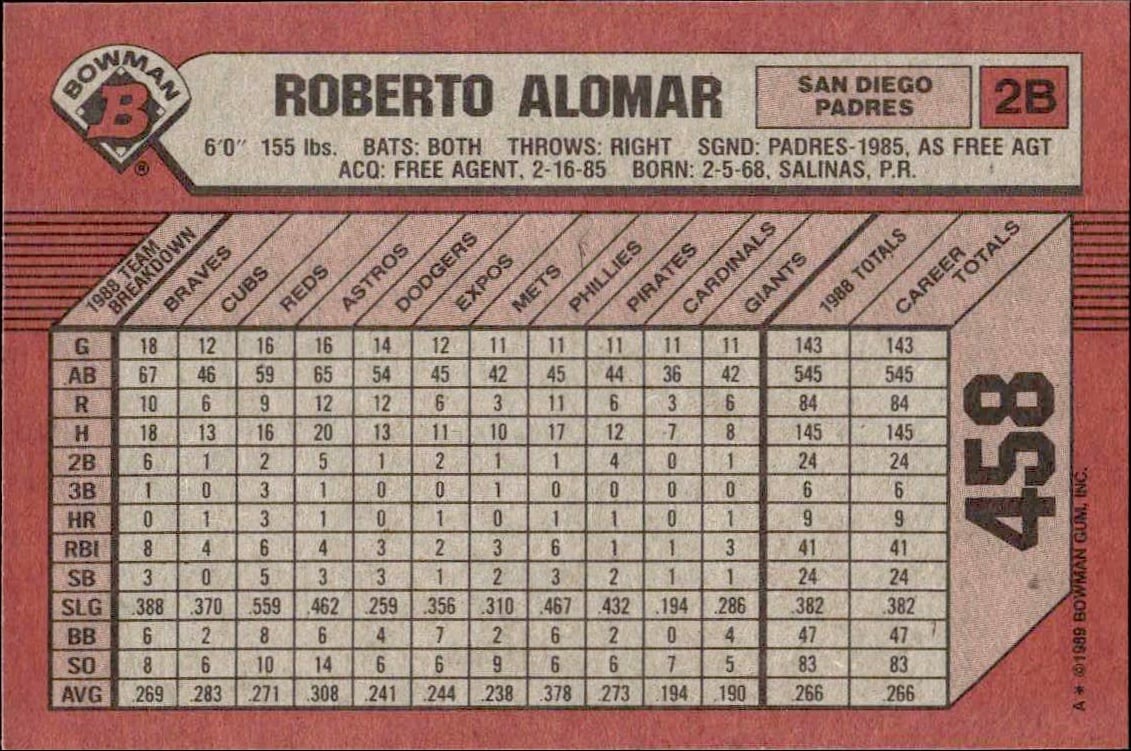 BOWMAN
B
®
ROBERTO ALOMAR
SAN DIEGO
PADRES
2B
6'0" 155 lbs. BATS: BOTH THROWS: RIGHT SGND: PADRES-1985, AS FREE AGT
ACQ: FREE AGENT, 2-16-85 BORN: 2-5-68, SALINAS, P.R.
1988 TEAM BREAKDOWN BRAVES CUBS REDS ASTROS DODGERS EXPOS METS PHILLIES PIRATES CARDINALS GIANTS 1988 TOTALS CAREER TOTALS
G 18 12 16 16 14 12 11 11 11 11 11 143 143
AB 67 46 59 65 54 45 42 45 44 36 42 545 545
R 10 6 9 12 12 6 3 11 6 3 6 84 84
H 18 13 16 20 13 11 10 17 12 7 8 145 145
2B 6 1 2 5 1 2 1 1 4 0 1 24 24
3B 1 0 3 1 0 0 1 0 0 0 0 6 6
HR 0 1 3 1 0 1 0 1 1 0 1 9 9
RBI 8 4 6 4 3 2 3 6 1 1 3 41 41
SB 3 0 5 3 3 1 2 3 2 1 1 24 24
SLG .388 .370 .559 .462 .259 .356 .310 .467 .432 .194 .286 .382 .382
BB 6 2 8 6 4 7 2 6 2 0 4 47 47
SO 8 6 10 14 6 6 9 6 6 7 5 83 83
AVG .269 .283 .271 .308 .241 .244 .238 .378 .273 .194 .190 .266 .266
458
A * ©1989 BOWMAN GUM, INC.